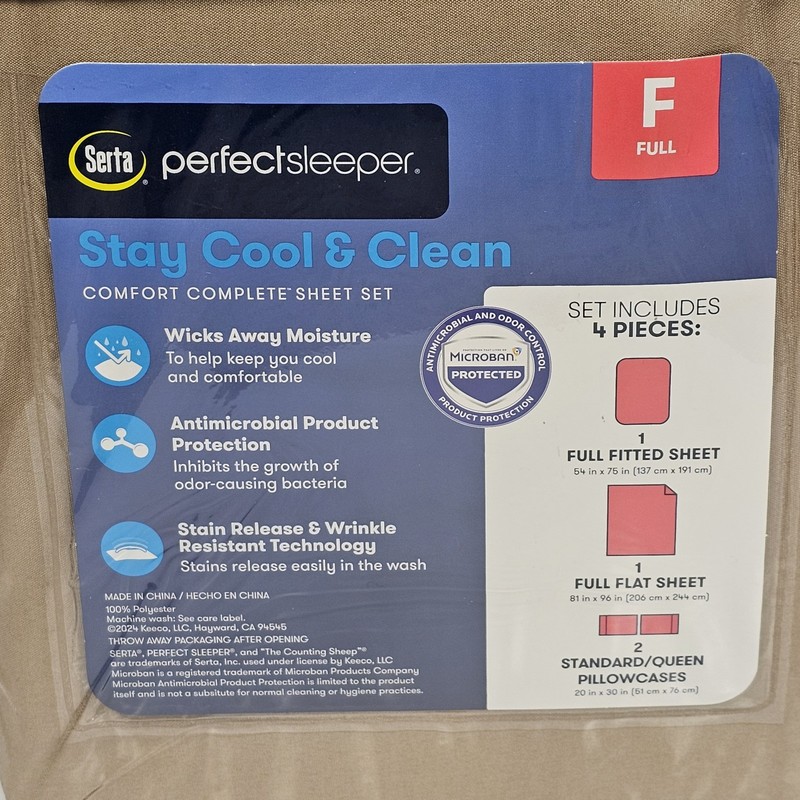 F
FULL
Serta® perfectsleeper®
Stay Cool & Clean
COMFORT COMPLETE™ SHEET SET
Wicks Away Moisture
To help keep you cool
and comfortable
Antimicrobial Product
Protection
Inhibits the growth of
odor-causing bacteria
Stain Release & Wrinkle
Resistant Technology
Stains release easily in the wash
MADE IN CHINA / HECHO EN CHINA
100% Polyester
Machine wash: See care label.
©2024 Keeco, LLC, Hayward, CA 94545
THROW AWAY PACKAGING AFTER OPENING
SERTA®, PERFECT SLEEPER®, and "The Counting Sheep"®
are trademarks of Serta, Inc. used under license by Keeco, LLC
Microban is a registered trademark of Microban Products Company
Microban Antimicrobial Product Protection is limited to the product
itself and is not a subsitute for normal cleaning or hygiene practices.
ANTIMICROBIAL AND ODOR CONTROL
MICROBAN®
PROTECTED
PRODUCT PROTECTION
SET INCLUDES
4 PIECES:
1
FULL FITTED SHEET
54 in x 75 in (137 cm x 191 cm)
1
FULL FLAT SHEET
81 in x 96 in (206 cm x 244 cm)
2
STANDARD/QUEEN
PILLOWCASES
20 in x 30 in (51 cm x 76 cm)